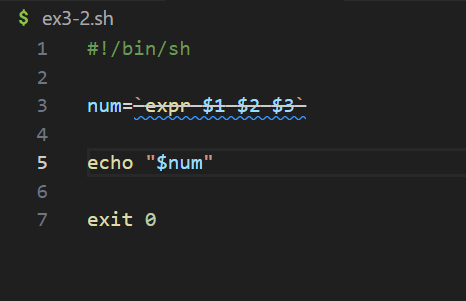 $ ex3-2.sh
1 #!/bin/sh
2
3 num=`expr $1 $2 $3`
4
5 echo "$num"
6
7 exit 0